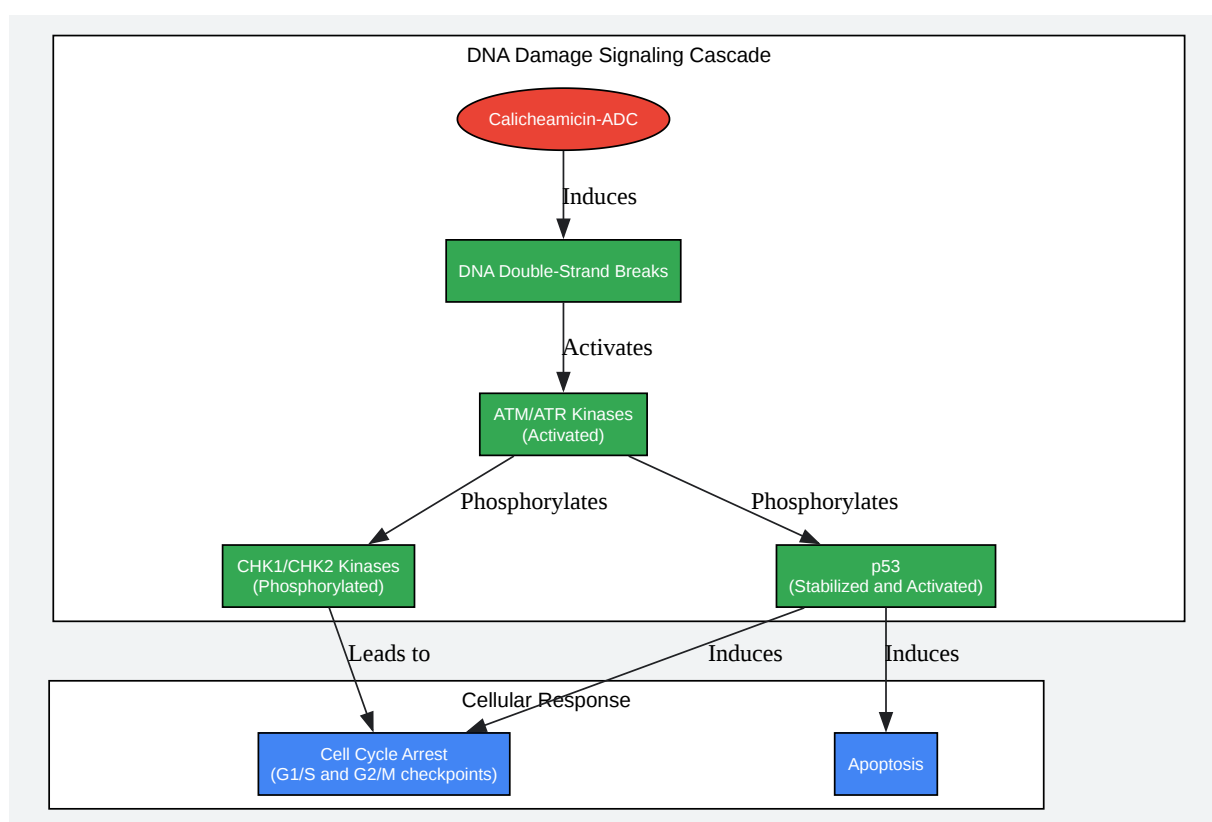 DNA Damage Signaling Cascade
Calicheamicin-ADC
Induces
DNA Double-Strand Breaks
Activates
ATM/ATR Kinases
(Activated)
Phosphorylates
Phosphorylates
CHK1/CHK2 Kinases
(Phosphorylated)
p53
(Stabilized and Activated)
Leads to
Induces
Induces
Cellular Response
Cell Cycle Arrest
(G1/S and G2/M checkpoints)
Apoptosis